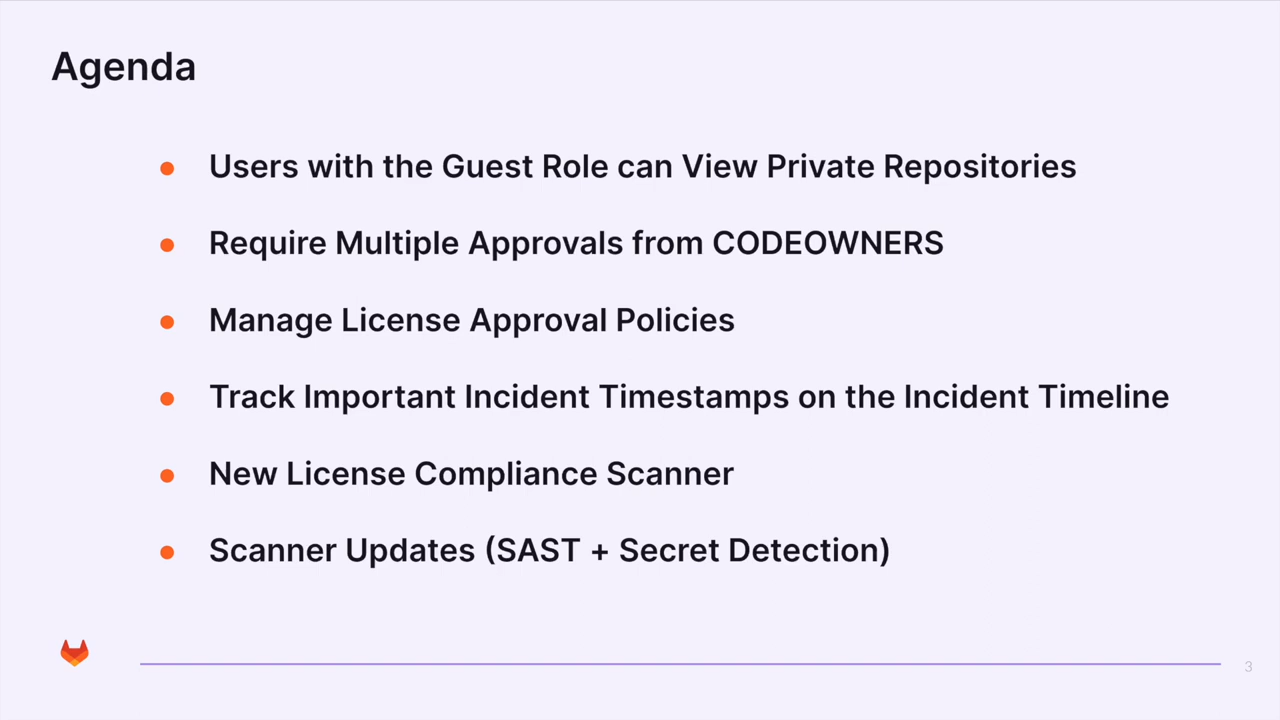 Agenda
Users with the Guest Role can View Private Repositories
Require Multiple Approvals from CODEOWNERS
Manage License Approval Policies
Track Important Incident Timestamps on the Incident Timeline
New License Compliance Scanner
Scanner Updates (SAST + Secret Detection)
3